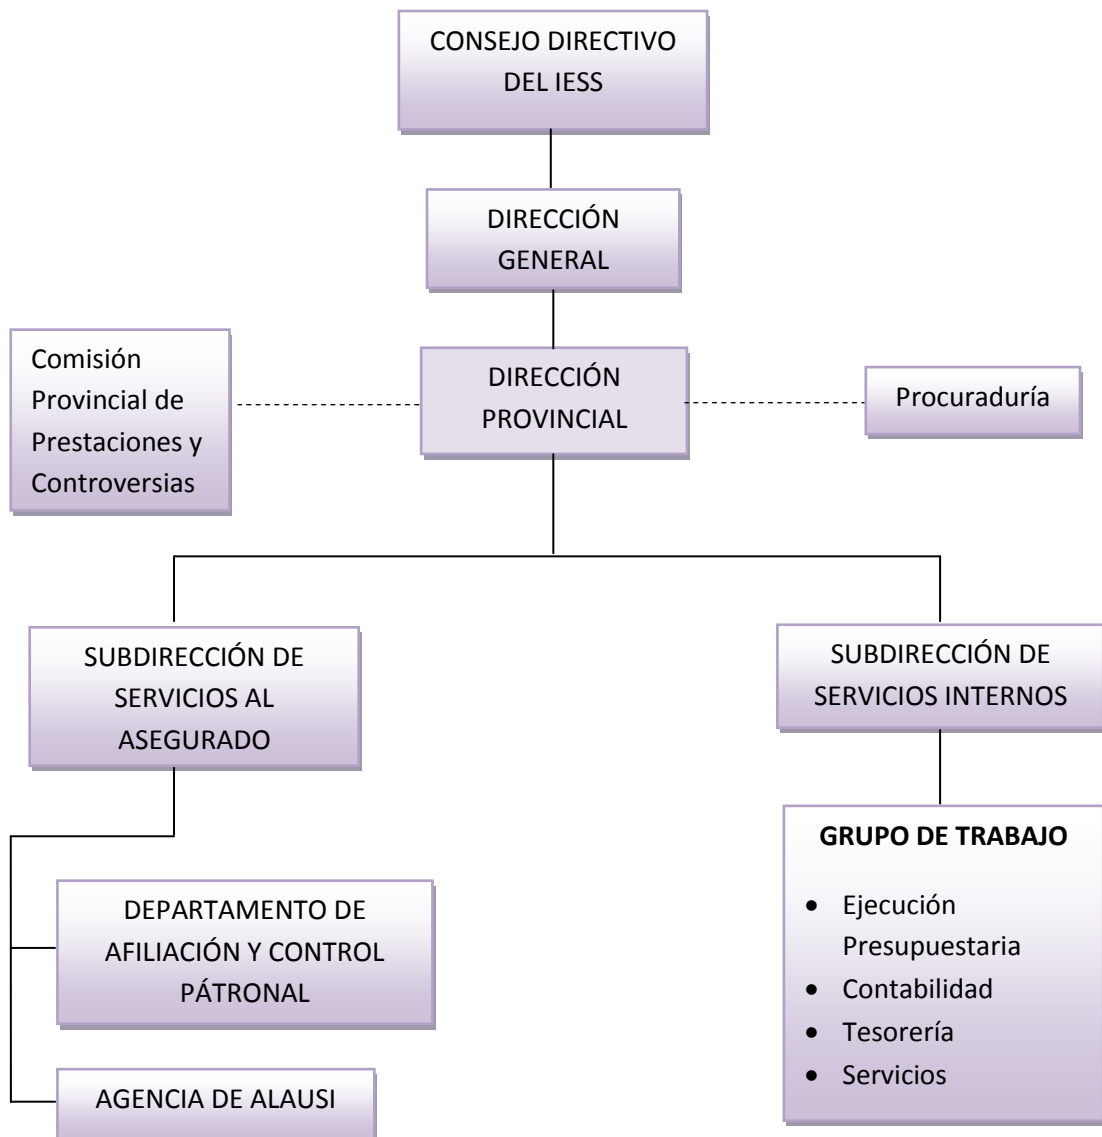 CONSEJO DIRECTIVO
DEL IESS
DIRECCIÓN
GENERAL
Comisión
Provincial de
Prestaciones y
Controversias
DIRECCIÓN
PROVINCIAL
Procuraduría
SUBDIRECCIÓN DE
SERVICIOS AL
ASEGURADO
SUBDIRECCIÓN DE
SERVICIOS INTERNOS
DEPARTAMENTO DE
AFILIACIÓN Y CONTROL
PÁTRONAL
AGENCIA DE ALAUSI
GRUPO DE TRABAJO
• Ejecución
Presupuestaria
• Contabilidad
• Tesorería
• Servicios